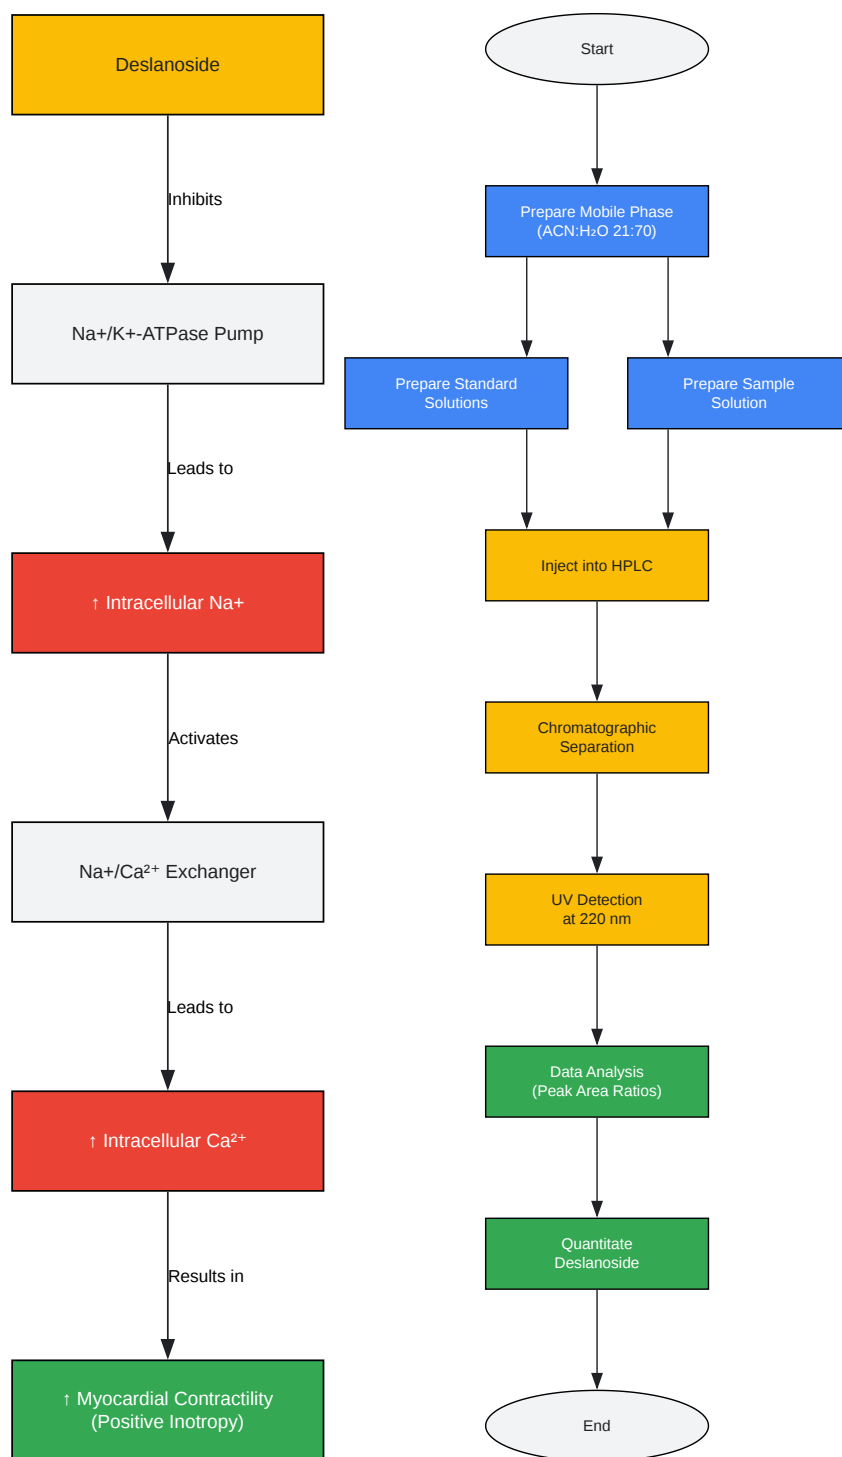 Deslanoside
Inhibits
Na+/K+-ATPase Pump
Leads to
↑ Intracellular Na+
Activates
Na+/Ca²⁺ Exchanger
Leads to
↑ Intracellular Ca²⁺
Results in
↑ Myocardial Contractility
(Positive Inotropy)
Start
Prepare Mobile Phase
(ACN:H₂O 21:70)
Prepare Standard
Solutions
Prepare Sample
Solution
Inject into HPLC
Chromatographic
Separation
UV Detection
at 220 nm
Data Analysis
(Peak Area Ratios)
Quantitate
Deslanoside
End